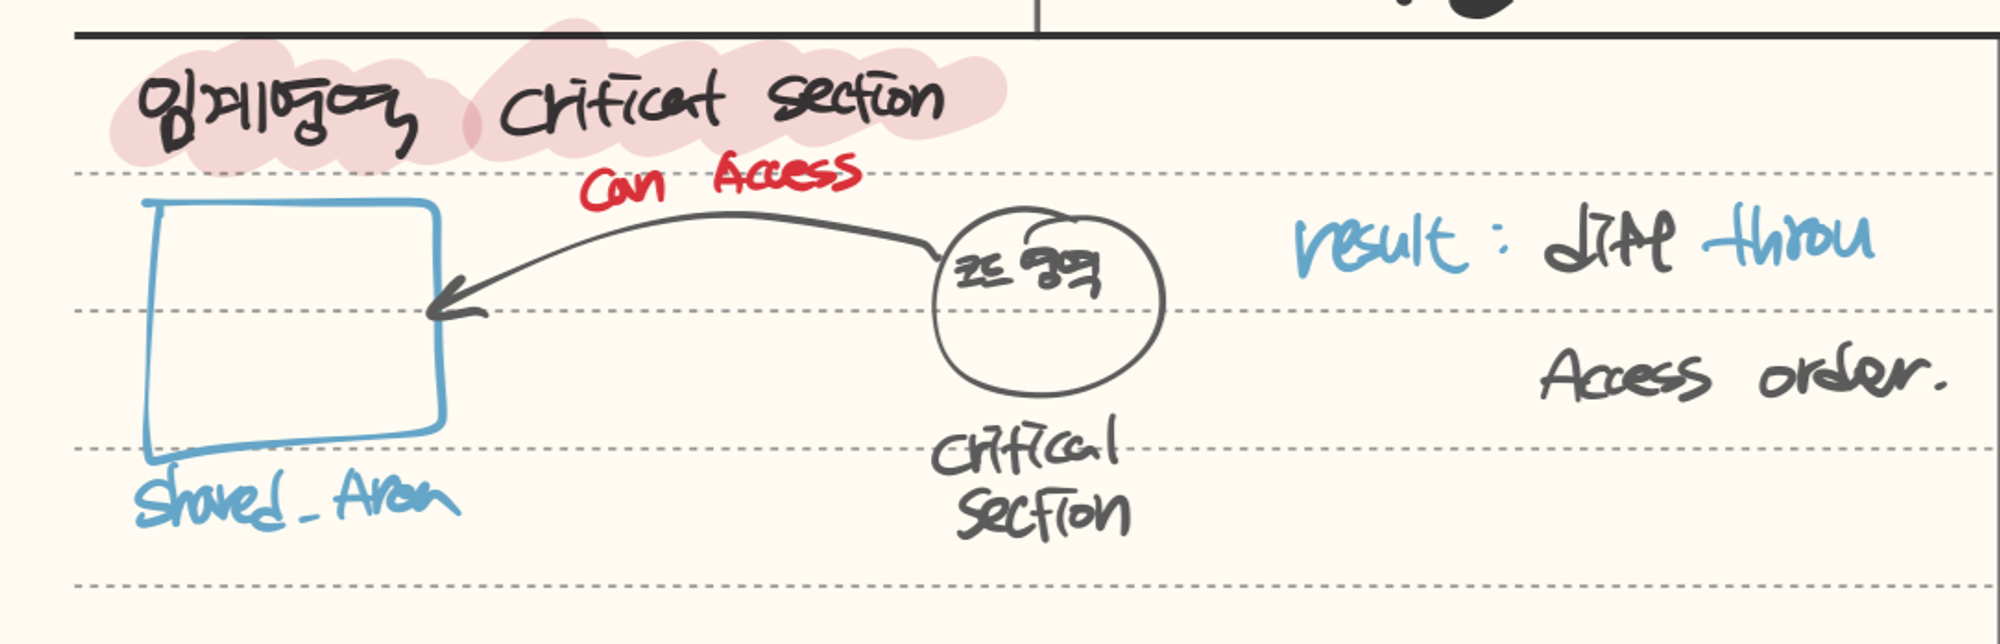 임계영역 Critical section
Can Access
코드 영역
result : diff throu
Access order.
critical
section
Shared_Area